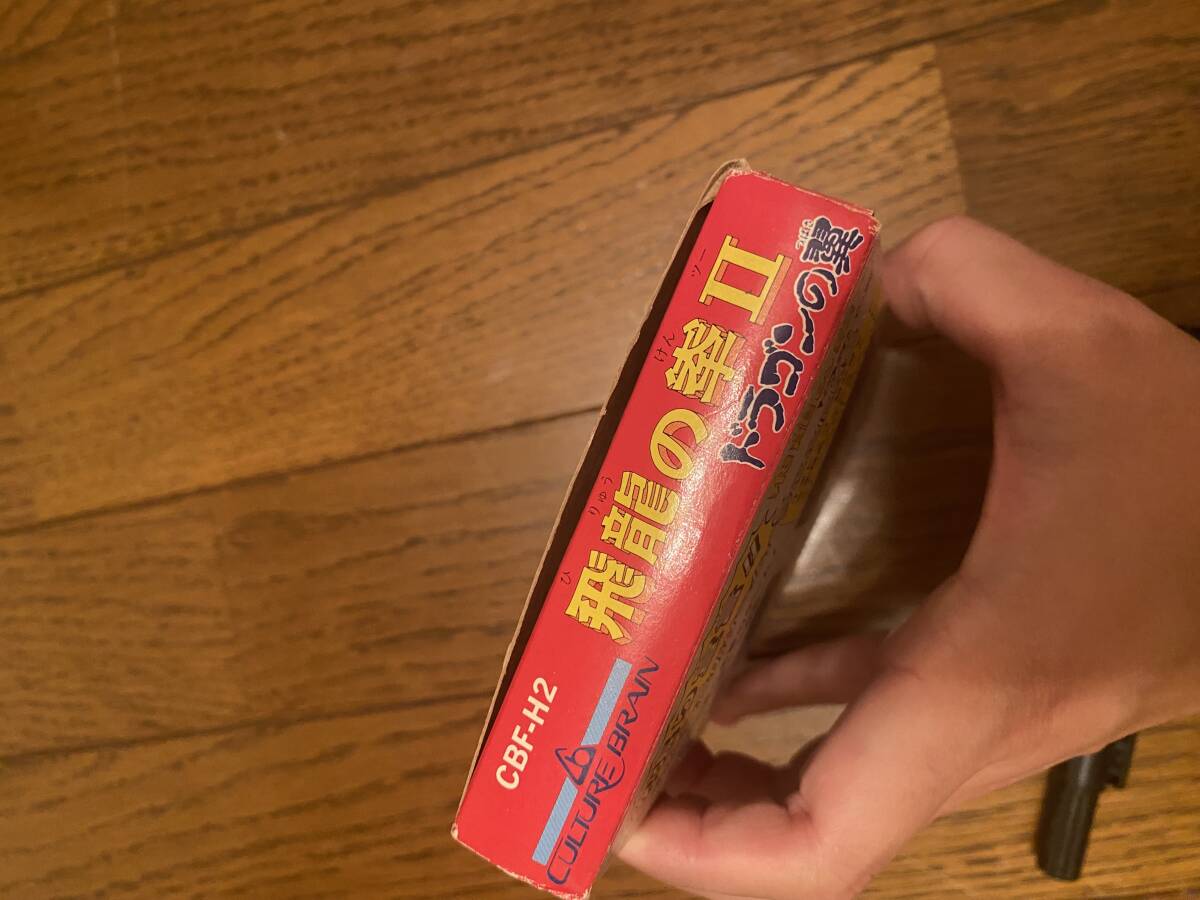 CBF-H2
CULTURE BRAIN
ひ りゅう けん ツー
飛龍の拳Ⅱ
ドラゴンの翼
つばさ